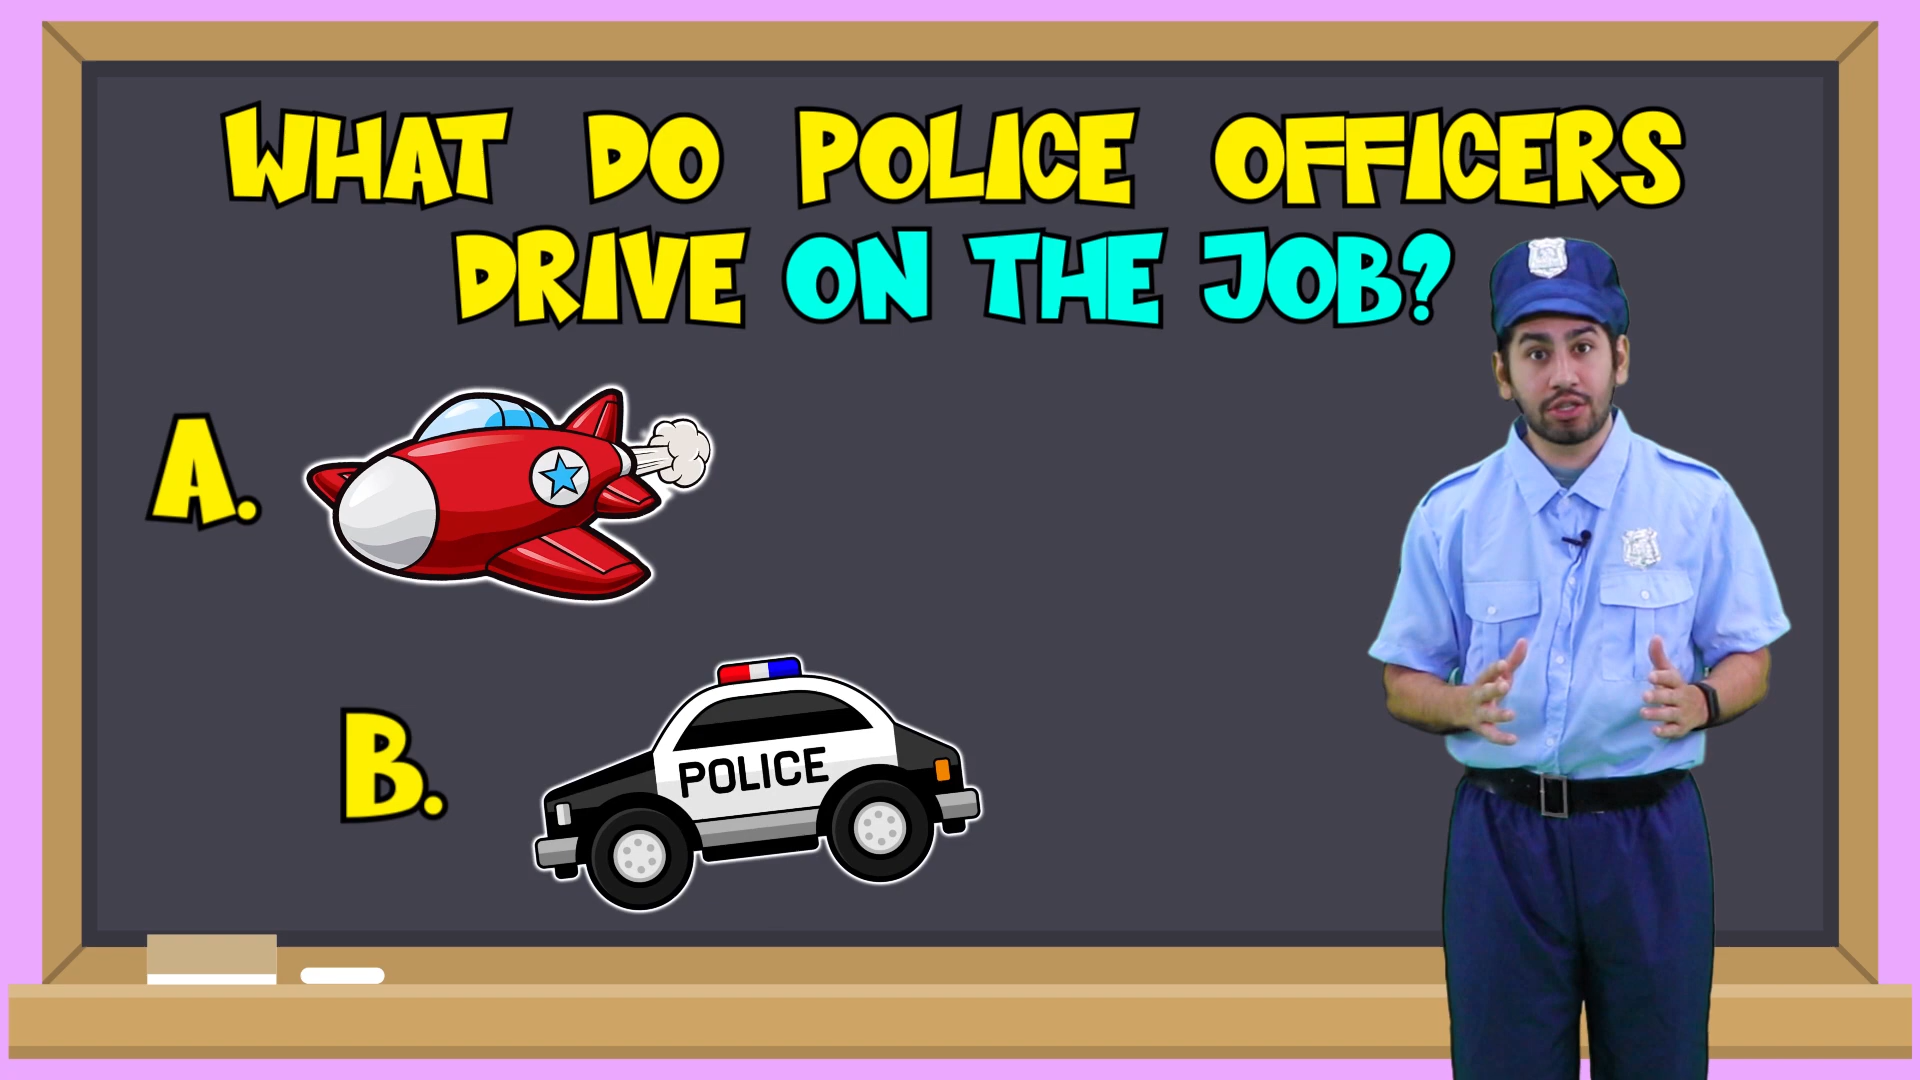 WHAT DO POLICE OFFICERS
DRIVE ON THE JOB?
A.
B.
POLICE